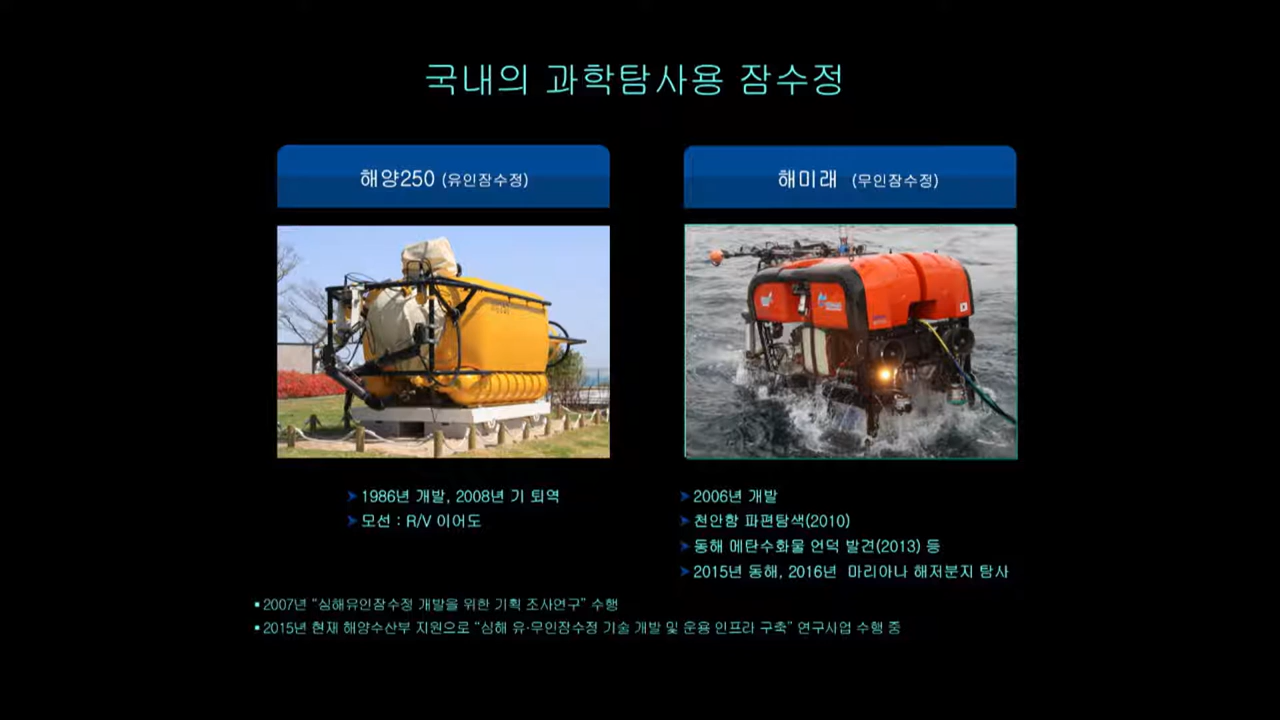 국내의 과학탐사용 잠수정
해양250 (유인잠수정)
해미래 (무인잠수정)
➤ 1986년 개발, 2008년 기 퇴역
➤ 모선 : R/V 이어도
➤ 2006년 개발
➤ 천안함 파편탐색(2010)
➤ 동해 메탄수화물 언덕 발견(2013) 등
➤ 2015년 동해, 2016년 마리아나 해저분지 탐사
▪ 2007년 “심해유인잠수정 개발을 위한 기획 조사연구” 수행
▪ 2015년 현재 해양수산부 지원으로 “심해 유·무인잠수정 기술 개발 및 운용 인프라 구축” 연구사업 수행 중